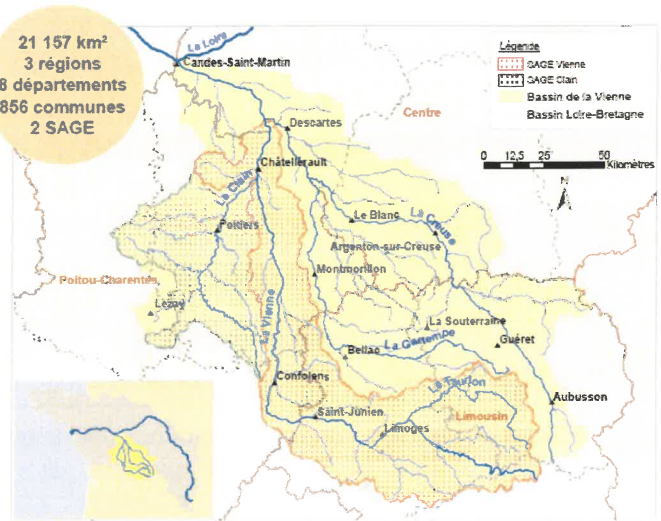 21 157 km²
3 régions
8 départements
856 communes
2 SAGE
La Loire
Candes-Saint-Martin
Légende
SAGE Vienne
SAGE Clain
Bassin de la Vienne
Bassin Loire-Bretagne
Centre
Descartes
0 12,5 25 50
Kilomètres
N
Châtellerault
Le Clain
Le Blanc
La Creuse
Poitiers
Argenton-sur-Creuse
Poitou-Charentes
Montmorillon
Lezay
La Vienne
La Souterraine
La Gartempe
Guéret
Bellac
Confolens
Le Taurion
Aubusson
Saint-Junien
Limousin
Limoges